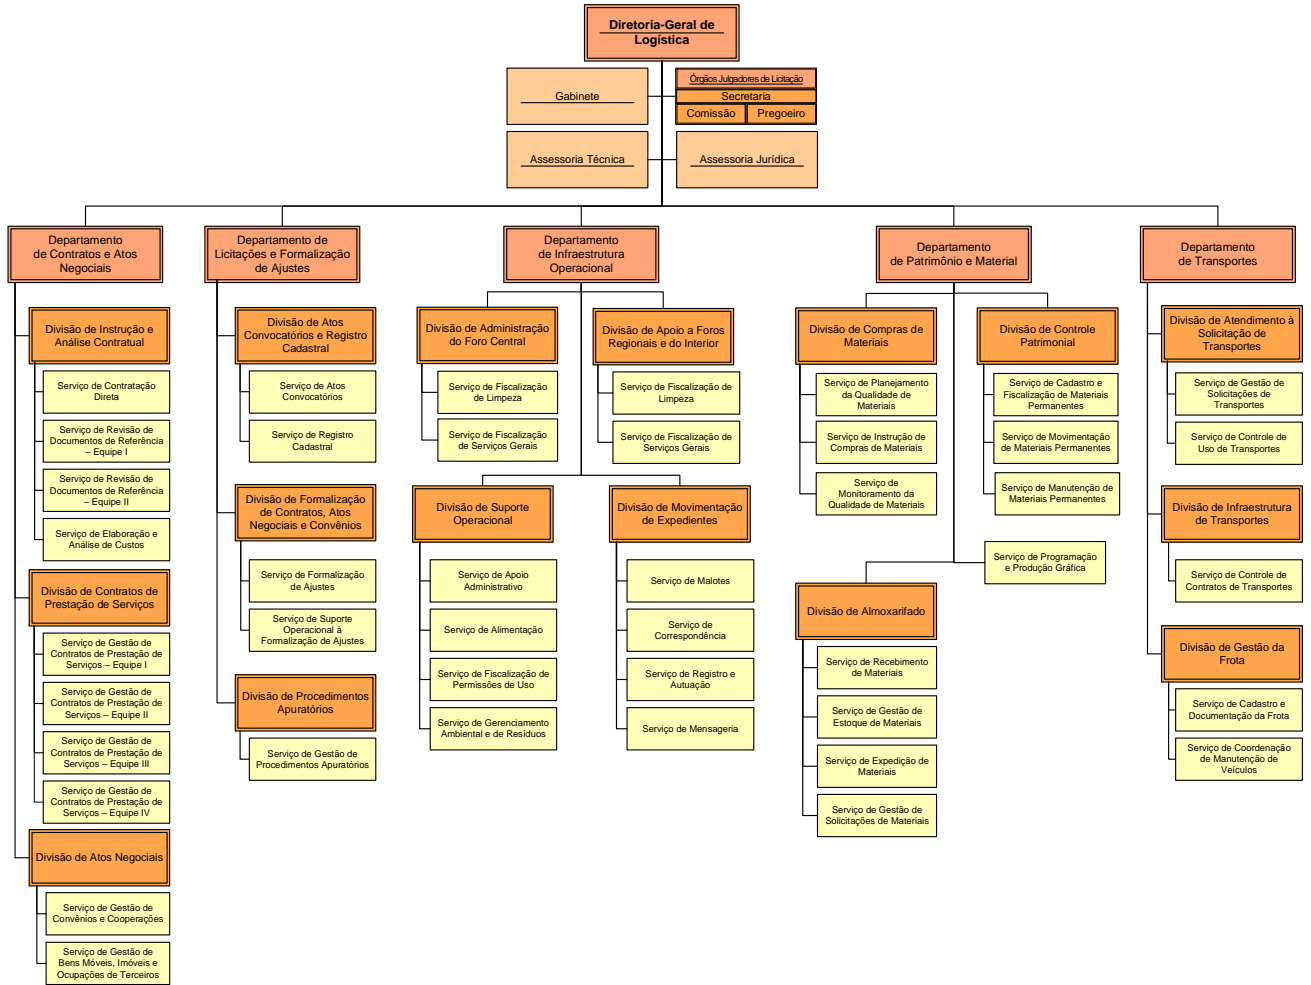 Diretoria-Geral de
Logística
Gabinete
Órgãos Julgadores de Licitação
Secretaria
Comissão
Pregoeiro
Assessoria Técnica
Assessoria Jurídica
Departamento
de Contratos e Atos
Negociais
Divisão de Instrução e
Análise Contratual
Serviço de Contratação
Direta
Serviço de Revisão de
Documentos de Referência
– Equipe I
Serviço de Revisão de
Documentos de Referência
– Equipe II
Serviço de Elaboração e
Análise de Custos
Divisão de Contratos de
Prestação de Serviços
Serviço de Gestão de
Contratos de Prestação de
Serviços – Equipe I
Serviço de Gestão de
Contratos de Prestação de
Serviços – Equipe II
Serviço de Gestão de
Contratos de Prestação de
Serviços – Equipe III
Serviço de Gestão de
Contratos de Prestação de
Serviços – Equipe IV
Divisão de Atos Negociais
Serviço de Gestão de
Convênios e Cooperações
Serviço de Gestão de
Bens Móveis, Imóveis e
Ocupações de Terceiros
Departamento de
Licitações e Formalização
de Ajustes
Divisão de Atos
Convocatórios e Registro
Cadastral
Serviço de Atos
Convocatórios
Serviço de Registro
Cadastral
Divisão de Formalização
de Contratos, Atos
Negociais e Convênios
Serviço de Formalização
de Ajustes
Serviço de Suporte
Operacional à
Formalização de Ajustes
Divisão de Procedimentos
Apuratórios
Serviço de Gestão de
Procedimentos Apuratórios
Departamento
de Infraestrutura
Operacional
Divisão de Administração
do Foro Central
Serviço de Fiscalização
de Limpeza
Serviço de Fiscalização
de Serviços Gerais
Divisão de Apoio a Foros
Regionais e do Interior
Serviço de Fiscalização de
Limpeza
Serviço de Fiscalização de
Serviços Gerais
Divisão de Suporte
Operacional
Serviço de Apoio
Administrativo
Serviço de Alimentação
Serviço de Fiscalização de
Permissões de Uso
Serviço de Gerenciamento
Ambiental e de Resíduos
Divisão de Movimentação
de Expedientes
Serviço de Malotes
Serviço de
Correspondência
Serviço de Registro e
Autuação
Serviço de Mensageria
Departamento
de Patrimônio e Material
Divisão de Compras de
Materiais
Serviço de Planejamento
da Qualidade de
Materiais
Serviço de Instrução de
Compras de Materiais
Serviço de
Monitoramento da
Qualidade de Materiais
Divisão de Controle
Patrimonial
Serviço de Cadastro e
Fiscalização de Materiais
Permanentes
Serviço de Movimentação
de Materiais Permanentes
Serviço de Manutenção de
Materiais Permanentes
Serviço de Programação
e Produção Gráfica
Divisão de Almoxarifado
Serviço de Recebimento
de Materiais
Serviço de Gestão de
Estoque de Materiais
Serviço de Expedição de
Materiais
Serviço de Gestão de
Solicitações de Materiais
Departamento
de Transportes
Divisão de Atendimento à
Solicitação de
Transportes
Serviço de Gestão de
Solicitações de
Transportes
Serviço de Controle de
Uso de Transportes
Divisão de Infraestrutura
de Transportes
Serviço de Controle de
Contratos de Transportes
Divisão de Gestão da
Frota
Serviço de Cadastro e
Documentação da Frota
Serviço de Coordenação
de Manutenção de
Veículos